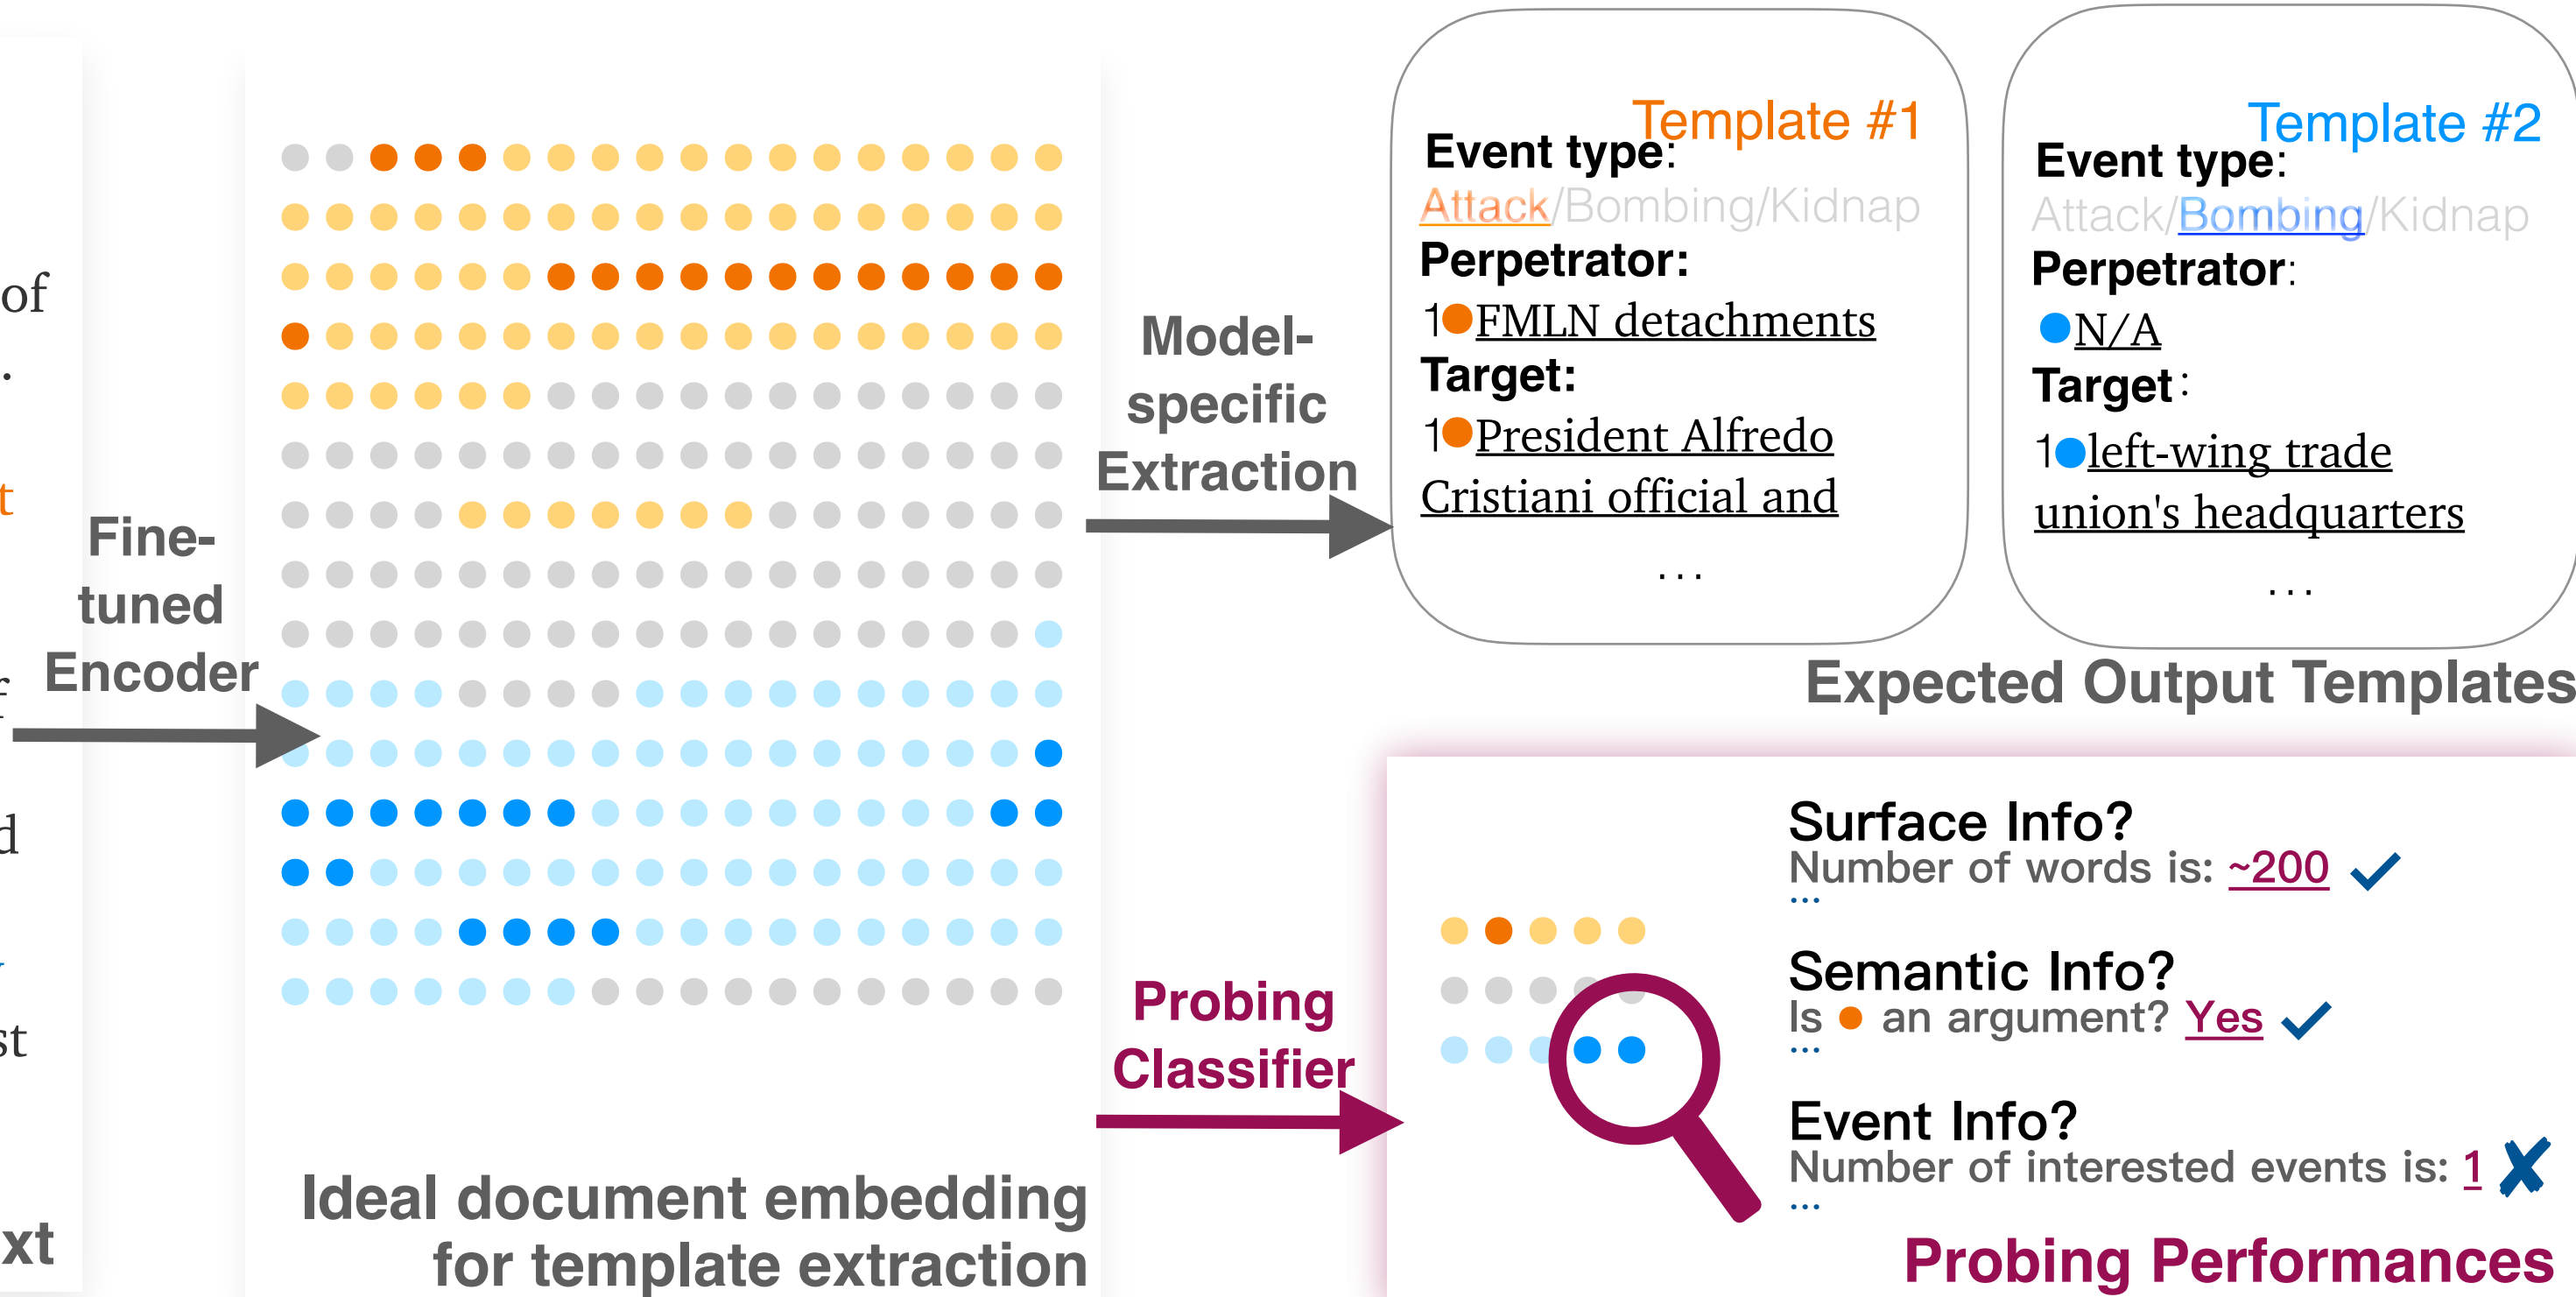 of
.
t
f
d
y
st
xt
Fine-
tuned
Encoder
Ideal document embedding
for template extraction
Model-
specific
Extraction
Template #1
Event type:
Attack/Bombing/Kidnap
Perpetrator:
1 FMLN detachments
Target:
1 President Alfredo
Cristiani official and
...
Template #2
Event type:
Attack/Bombing/Kidnap
Perpetrator:
N/A
Target:
1 left-wing trade
union's headquarters
...
Expected Output Templates
Probing
Classifier
Surface Info?
Number of words is: ~200 ✓
...
Semantic Info?
Is ● an argument? Yes ✓
...
Event Info?
Number of interested events is: 1 ✘
...
Probing Performances